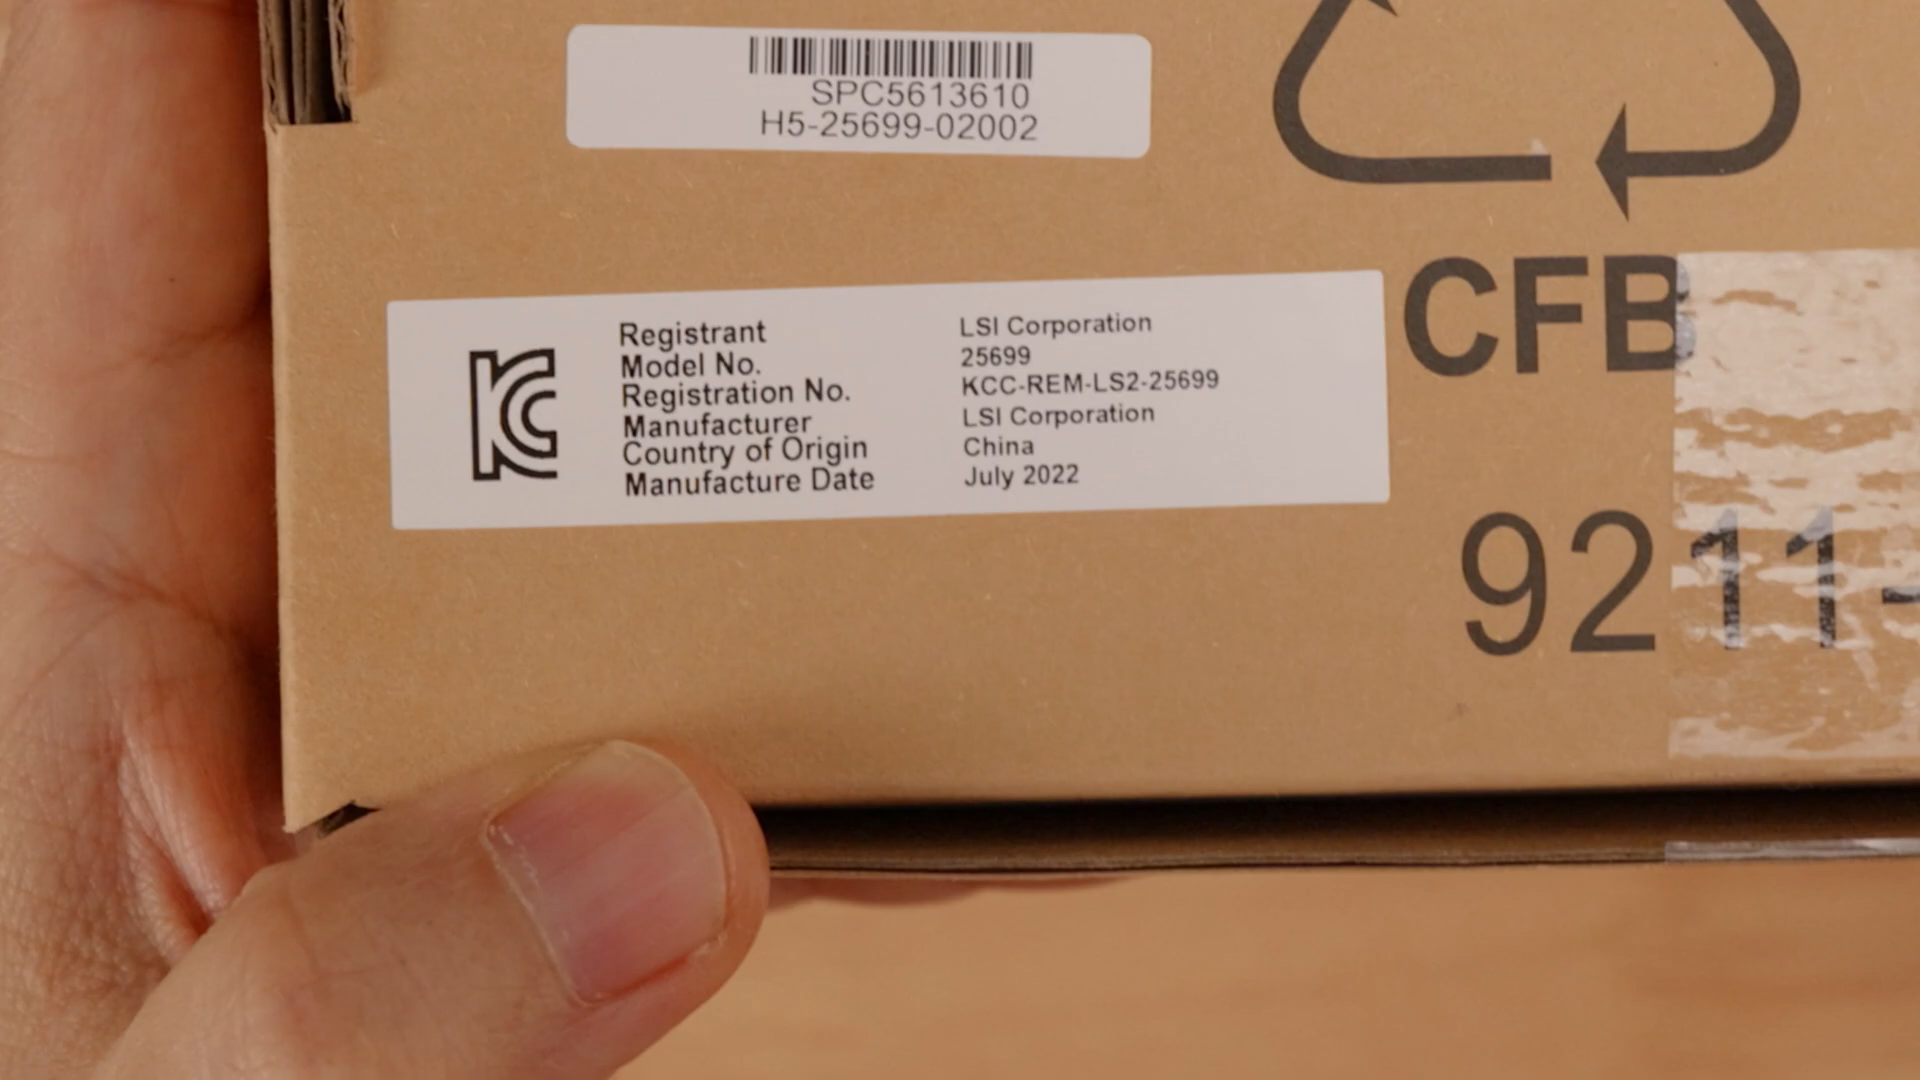 SPC5613610
H5-25699-02002
Registrant LSI Corporation
Model No. 25699
Registration No. KCC-REM-LS2-25699
Manufacturer LSI Corporation
Country of Origin China
Manufacture Date July 2022
CFB
9211-